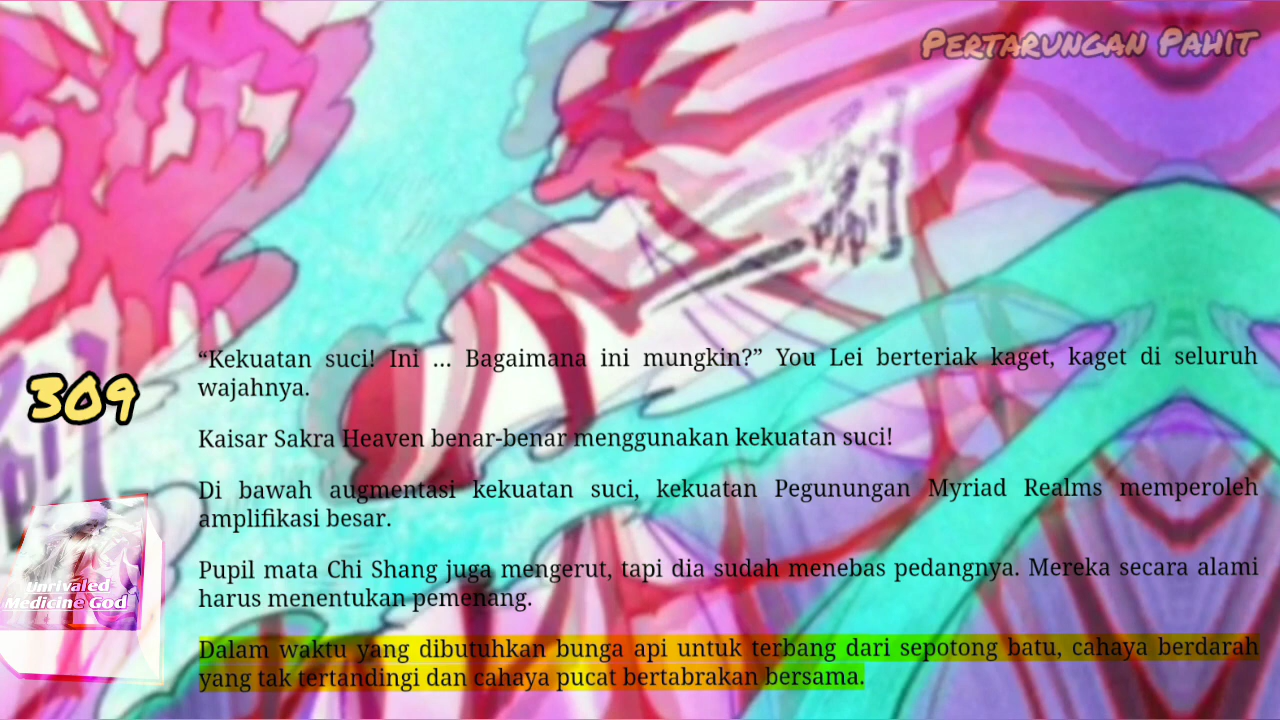 Pertarungan Pahit
“Kekuatan suci! Ini ... Bagaimana ini mungkin?” You Lei berteriak kaget, kaget di seluruh
wajahnya.
309
Kaisar Sakra Heaven benar-benar menggunakan kekuatan suci!
Di bawah augmentasi kekuatan suci, kekuatan Pegunungan Myriad Realms memperoleh
amplifikasi besar.
Pupil mata Chi Shang juga mengerut, tapi dia sudah menebas pedangnya. Mereka secara alami
harus menentukan pemenang.
Unrivaled
Medicine God
Dalam waktu yang dibutuhkan bunga api untuk terbang dari sepotong batu, cahaya berdarah
yang tak tertandingi dan cahaya pucat bertabrakan bersama.